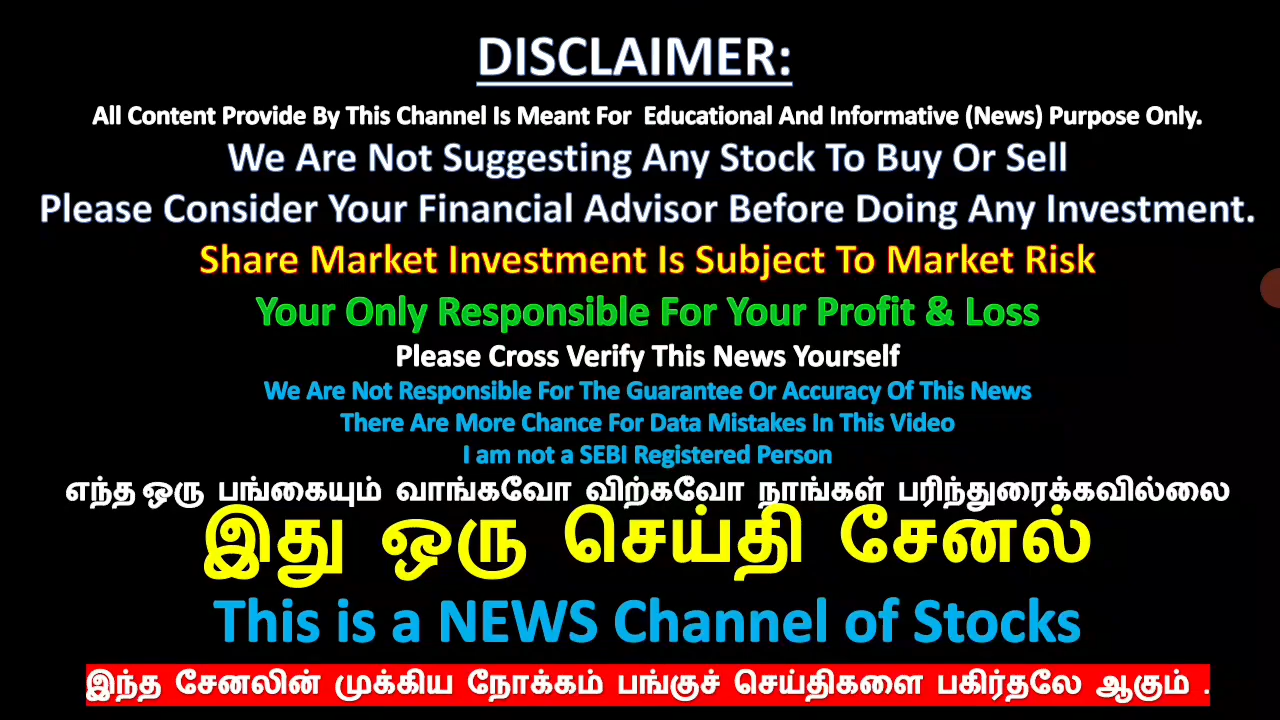 DISCLAIMER:
All Content Provide By This Channel Is Meant For Educational And Informative (News) Purpose Only.
We Are Not Suggesting Any Stock To Buy Or Sell
Please Consider Your Financial Advisor Before Doing Any Investment.
Share Market Investment Is Subject To Market Risk
Your Only Responsible For Your Profit & Loss
Please Cross Verify This News Yourself
We Are Not Responsible For The Guarantee Or Accuracy Of This News
There Are More Chance For Data Mistakes In This Video
I am not a SEBI Registered Person
எந்த ஒரு பங்கையும் வாங்கவோ விற்கவோ நாங்கள் பரிந்துரைக்கவில்லை
இது ஒரு செய்தி சேனல்
This is a NEWS Channel of Stocks
இந்த சேனலின் முக்கிய நோக்கம் பங்குச் செய்திகளை பகிர்தலே ஆகும் .